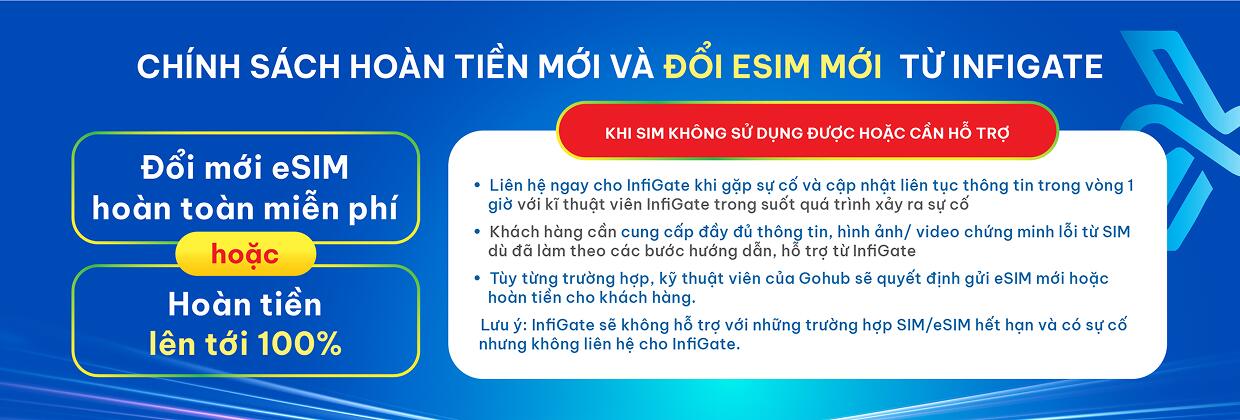 CHÍNH SÁCH HOÀN TIỀN MỚI VÀ ĐỔI ESIM MỚI TỪ INFIGATE
Đổi mới eSIM
hoàn toàn miễn phí
hoặc
Hoàn tiền
lên tới 100%
KHI SIM KHÔNG SỬ DỤNG ĐƯỢC HOẶC CẦN HỖ TRỢ
• Liên hệ ngay cho InfiGate khi gặp sự cố và cập nhật liên tục thông tin trong vòng 1
giờ với kĩ thuật viên InfiGate trong suốt quá trình xảy ra sự cố
• Khách hàng cần cung cấp đầy đủ thông tin, hình ảnh/ video chứng minh lỗi từ SIM
dù đã làm theo các bước hướng dẫn, hỗ trợ từ InfiGate
• Tùy từng trường hợp, kỹ thuật viên của Gohub sẽ quyết định gửi eSIM mới hoặc
hoàn tiền cho khách hàng.
Lưu ý: InfiGate sẽ không hỗ trợ với những trường hợp SIM/eSIM hết hạn và có sự cố
nhưng không liên hệ cho InfiGate.